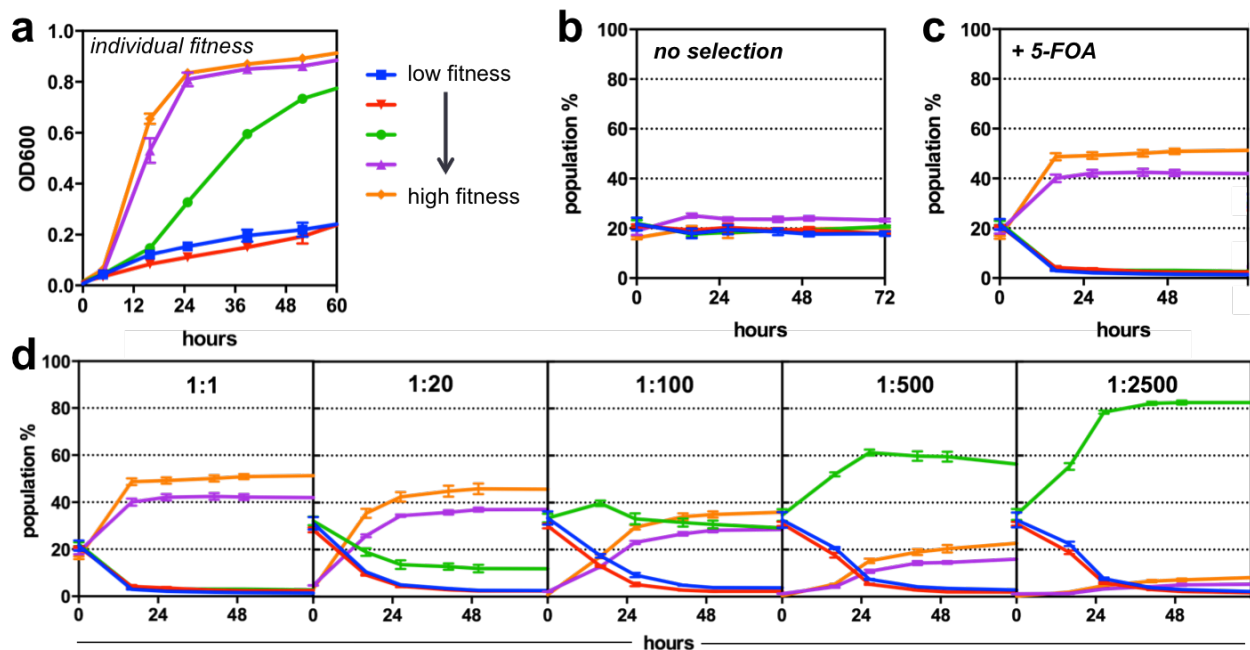 a
individual fitness
1.0
0.8
0.6
0.4
0.2
0.0
OD600
0 12 24 36 48 60
hours
low fitness
high fitness
b
no selection
100
80
60
40
20
0
population %
0 24 48 72
hours
c
+ 5-FOA
100
80
60
40
20
0
population %
0 24 48
hours
d
1:1 1:20 1:100 1:500 1:2500
100
80
60
40
20
0
population %
0 24 48 0 24 48 0 24 48 0 24 48 0 24 48
hours